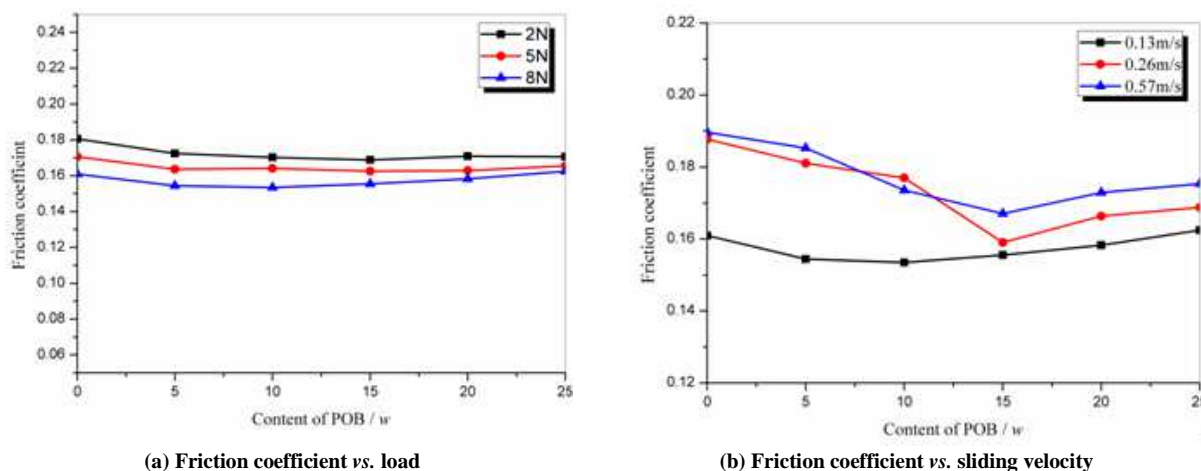 0.24
0.22
0.20
0.18
0.16
0.14
0.12
0.10
0.08
0.06
Friction coefficint
2N
5N
8N
0 5 10 15 20 25
Content of POB / w
(a) Friction coefficient vs. load
0.22
0.20
0.18
0.16
0.14
0.12
Friction coefficient
0.13m/s
0.26m/s
0.57m/s
0 5 10 15 20 25
Content of POB / w
(b) Friction coefficient vs. sliding velocity